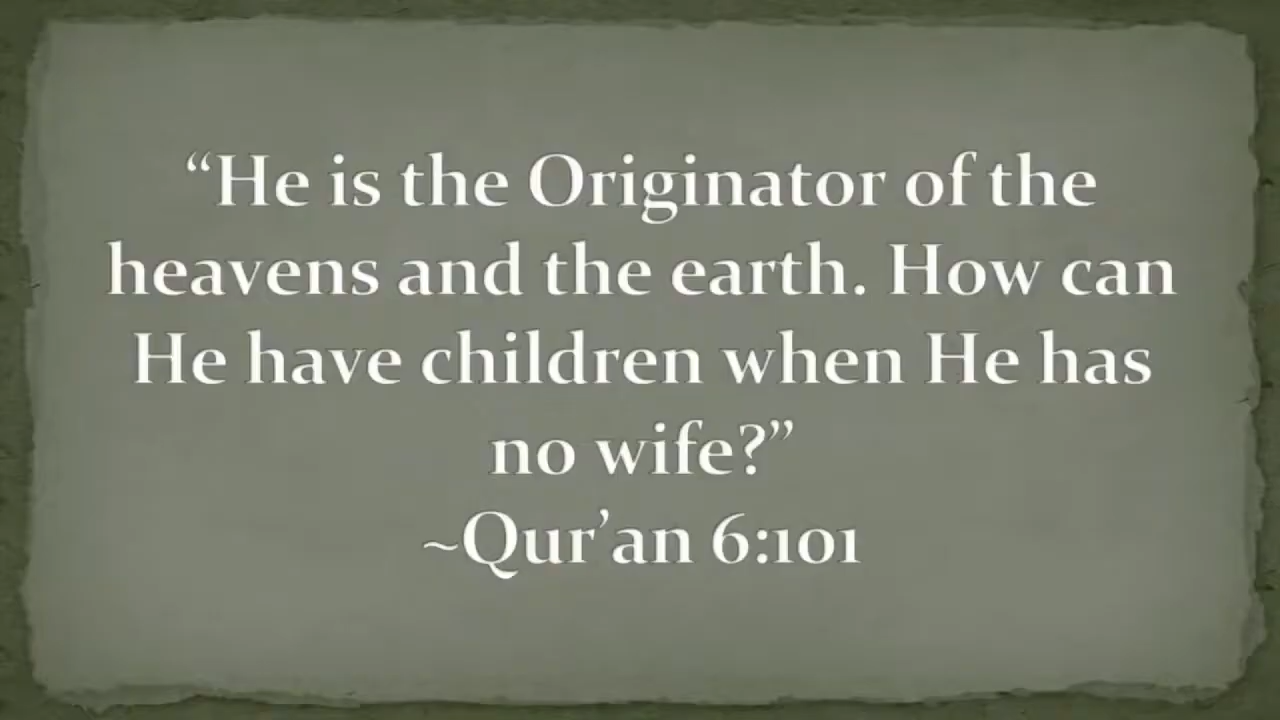 “He is the Originator of the
heavens and the earth. How can
He have children when He has
no wife?”
~Qur’an 6:101